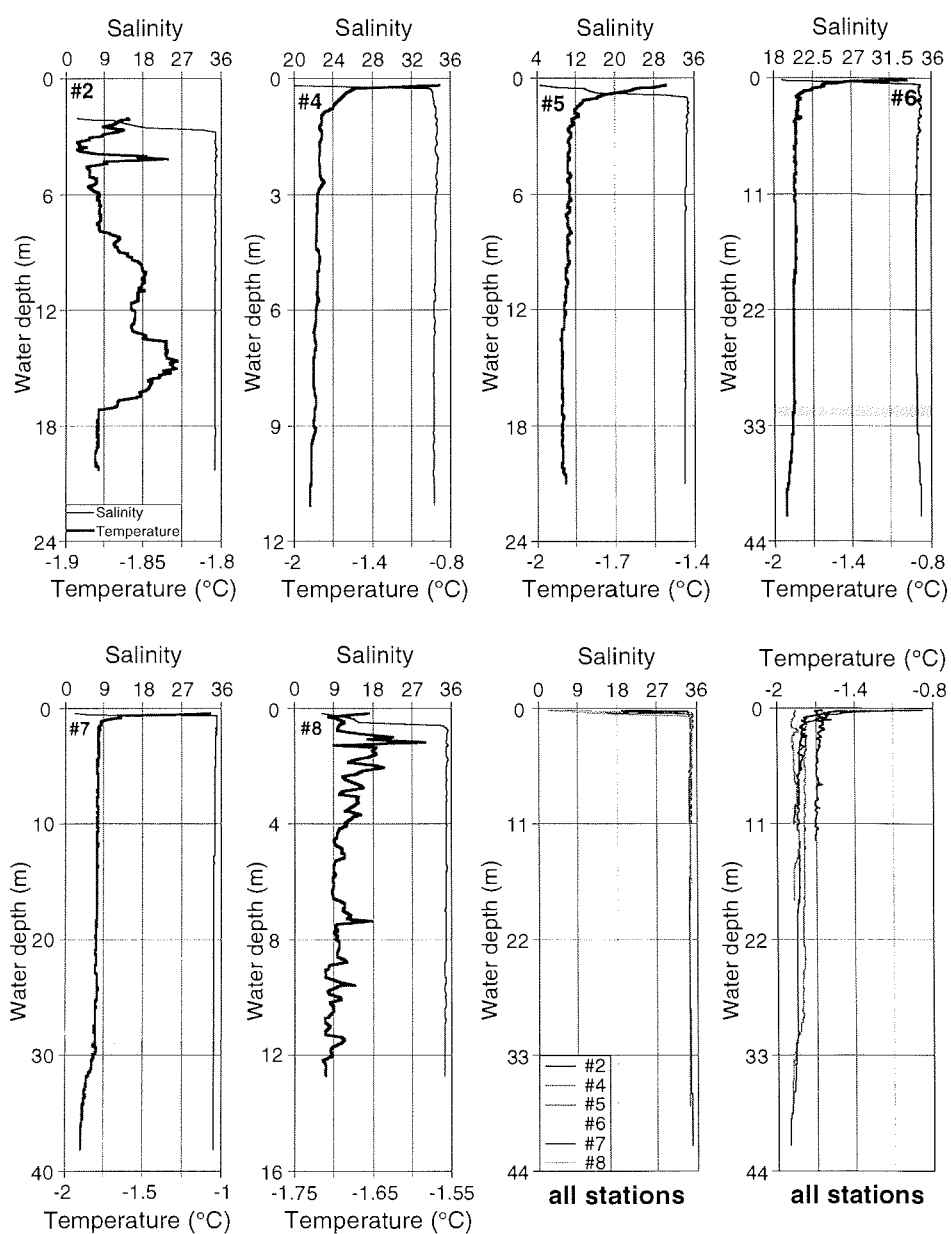 Salinity
0 9 18 27 36
0
6
12
18
24
Water depth (m)
#2
Salinity
Temperature
-1.9 -1.85 -1.8
Temperature (°C)
Salinity
20 24 28 32 36
0
3
6
9
12
Water depth (m)
#4
-2 -1.4 -0.8
Temperature (°C)
Salinity
4 12 20 28 36
0
6
12
18
24
Water depth (m)
#5
-2 -1.7 -1.4
Temperature (°C)
Salinity
18 22.5 27 31.5 36
0
11
22
33
44
Water depth (m)
#6
-2 -1.4 -0.8
Temperature (°C)
Salinity
0 9 18 27 36
0
10
20
30
40
Water depth (m)
#7
-2 -1.5 -1
Temperature (°C)
Salinity
0 9 18 27 36
0
4
8
12
16
Water depth (m)
#8
-1.75 -1.65 -1.55
Temperature (°C)
Salinity
0 9 18 27 36
0
11
22
33
44
Water depth (m)
#2
#4
#5
#6
#7
#8
all stations
Temperature (°C)
-2 -1.4 -0.8
0
11
22
33
44
Water depth (m)
all stations